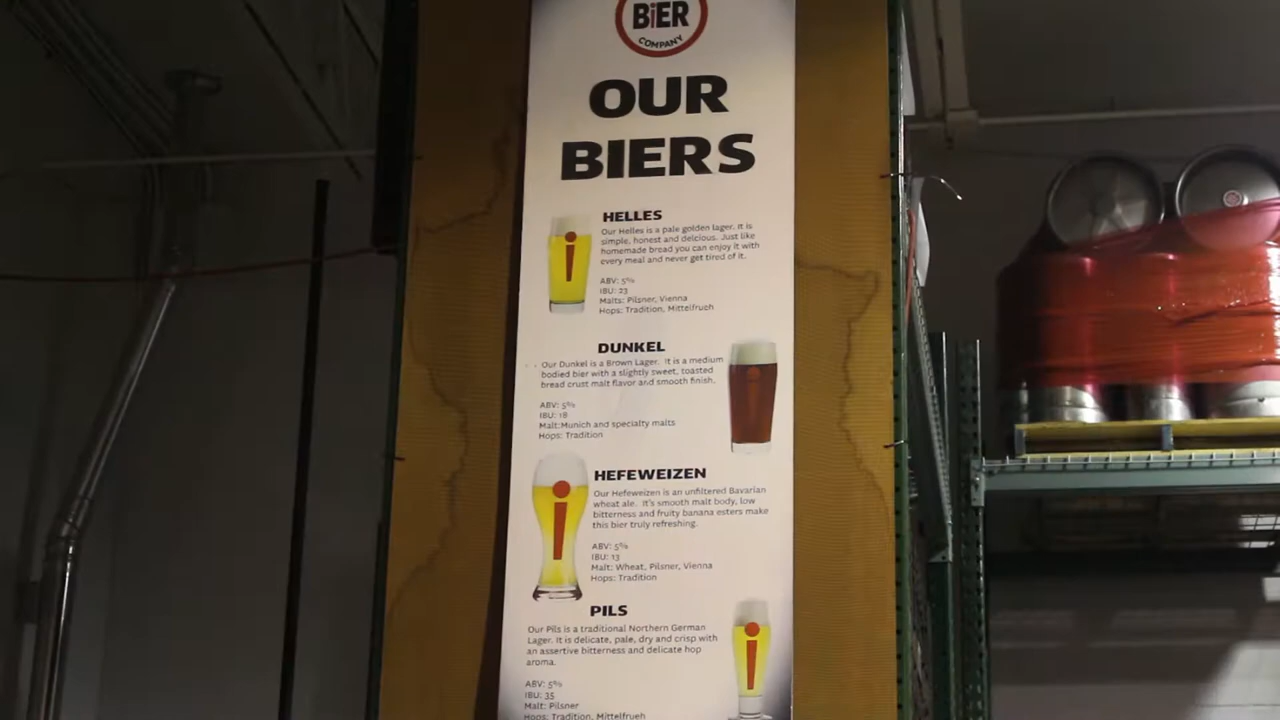 BiER
COMPANY
OUR
BIERS
HELLES
Our Helles is a pale golden lager. It is
simple, honest and delcious. Just like
homemade bread you can enjoy it with
every meal and never get tired of it.
ABV: 5%
IBU: 23
Malts: Pilsner, Vienna
Hops: Tradition, Mittelfrueh
DUNKEL
Our Dunkel is a Brown Lager. It is a medium
bodied bier with a slightly sweet, toasted
bread crust malt flavor and smooth finish.
ABV: 5%
IBU: 18
Malt:Munich and specialty malts
Hops: Tradition
HEFEWEIZEN
Our Hefeweizen is an unfiltered Bavarian
wheat ale. It's smooth malt body, low
bitterness and fruity banana esters make
this bier truly refreshing.
ABV: 5%
IBU: 13
Malt: Wheat, Pilsner, Vienna
Hops: Tradition
PILS
Our Pils is a traditional Northern German
Lager. It is delicate, pale, dry and crisp with
an assertive bitterness and delicate hop
aroma.
ABV: 5%
IBU: 35
Malt: Pilsner
Hops: Tradition, Mittelfrueh